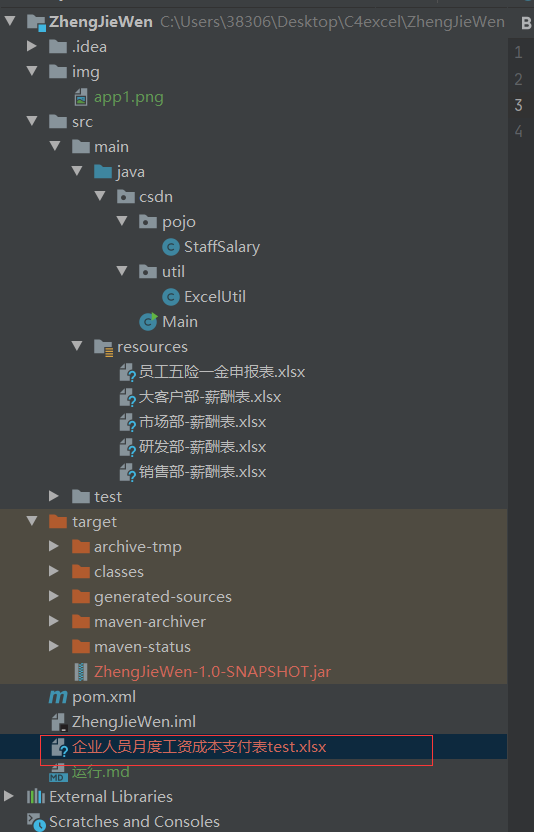 ZhengJieWen C:\Users\38306\Desktop\C4excel\ZhengJieWen
.idea
img
app1.png
src
main
java
csdn
pojo
StaffSalary
util
ExcelUtil
Main
resources
员工五险一金申报表.xlsx
大客户部-薪酬表.xlsx
市场部-薪酬表.xlsx
研发部-薪酬表.xlsx
销售部-薪酬表.xlsx
test
target
archive-tmp
classes
generated-sources
maven-archiver
maven-status
ZhengJieWen-1.0-SNAPSHOT.jar
pom.xml
ZhengJieWen.iml
企业人员月度工资成本支付表test.xlsx
运行.md
External Libraries
Scratches and Consoles
B
1
2
3
4